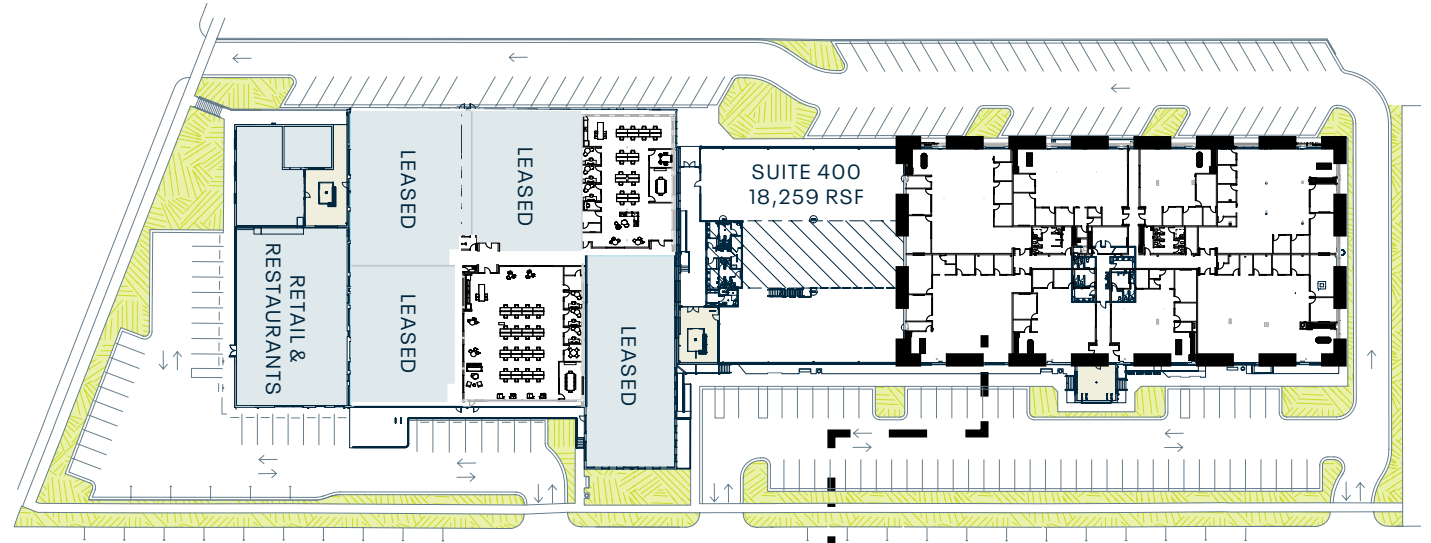 LEASED
LEASED
SUITE 400
18,259 RSF
RETAIL &
RESTAURANTS
LEASED
LEASED